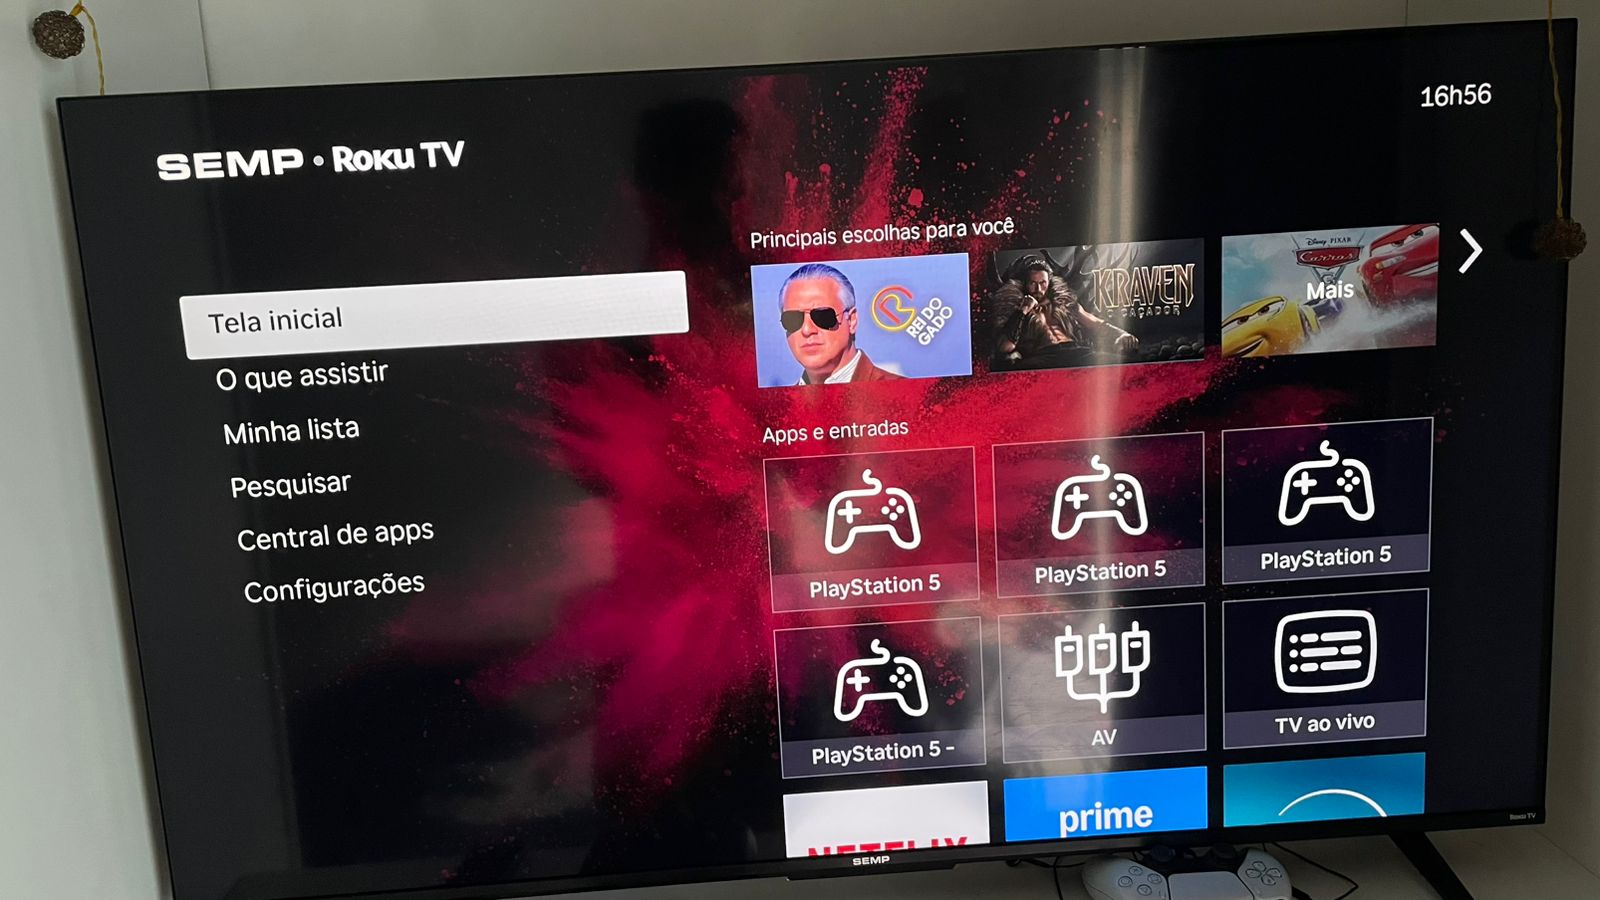 16h56
SEMP • Roku TV
Tela inicial
O que assistir
Minha lista
Pesquisar
Central de apps
Configurações
Principais escolhas para você
REI DO
GADO
KRAVEN
O CAÇADOR
Disney PIXAR
Carros
Mais
Apps e entradas
PlayStation 5
PlayStation 5
PlayStation 5
PlayStation 5 -
AV
TV ao vivo
NETFLIX
prime
SEMP
Roku TV